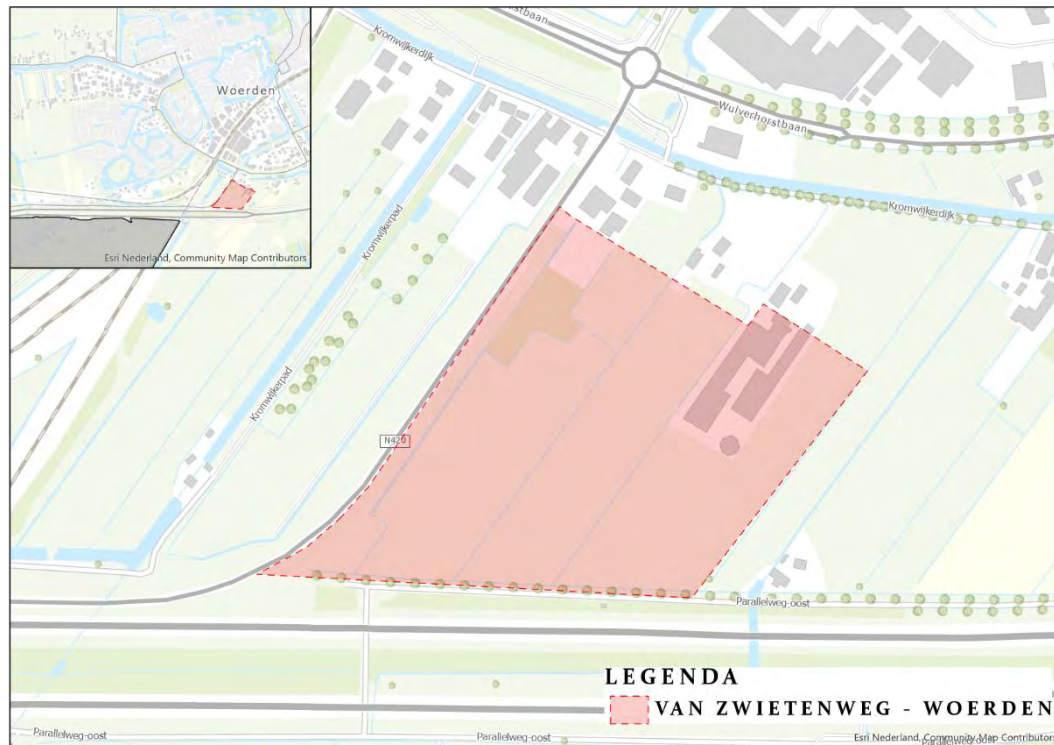 Woerden
Esri Nederland, Community Map Contributors
Kromwijkerdijk
Wulverhorstbaan
Kromwijkerdijk
Kromwijkerpad
Kromwijkerpad
N420
Parallelweg-oost
LEGENDA
VAN ZWIETENWEG - WOERDEN
Parallelweg-oost
Parallelweg-oost
Esri Nederland, Community Map Contributors